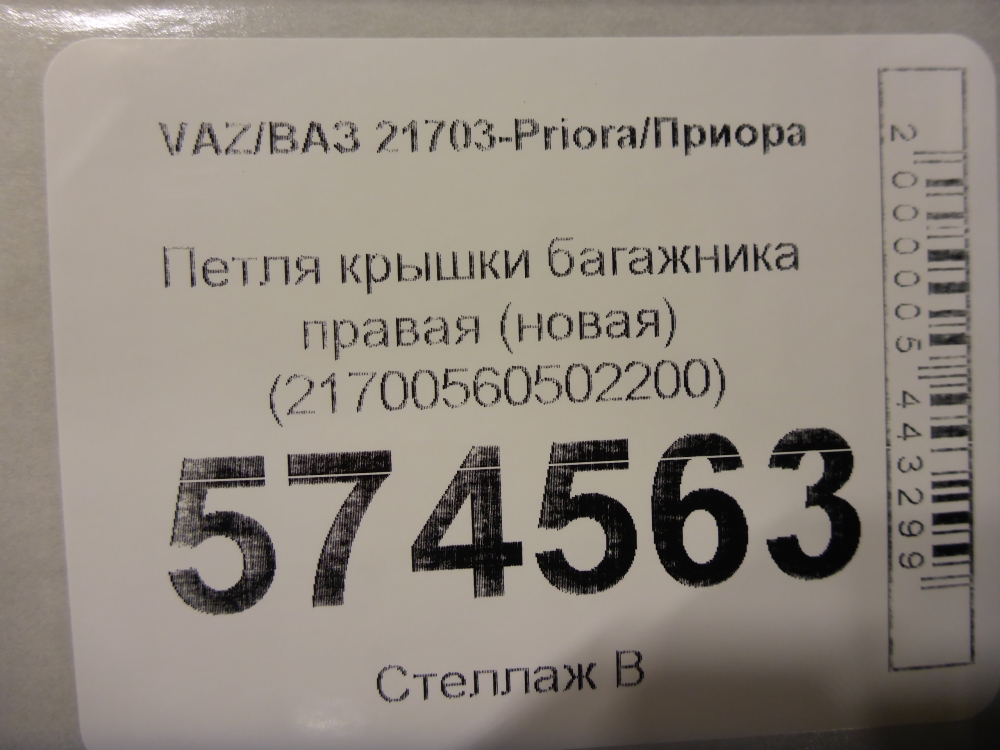 VAZ/ВАЗ 21703-Priora/Приора
Петля крышки багажника
правая (новая)
(21700560502200)
574563
Стеллаж В
2000005443299